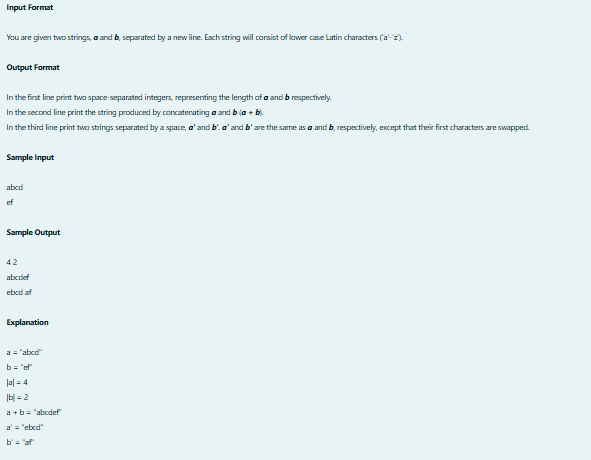 Input Format
You are given two strings, a and b, separated by a new line. Each string will consist of lower case Latin characters ('a'-'z').
Output Format
In the first line print two space-separated integers, representing the length of a and b respectively.
In the second line print the string produced by concatenating a and b (a + b).
In the third line print two strings separated by a space, a' and b'. a' and b' are the same as a and b, respectively, except that their first characters are swapped.
Sample Input
abcd
ef
Sample Output
4 2
abcdef
ebcd af
Explanation
a = "abcd"
b = "ef"
|a| = 4
|b| = 2
a + b = "abcdef"
a' = "ebcd"
b' = "af"